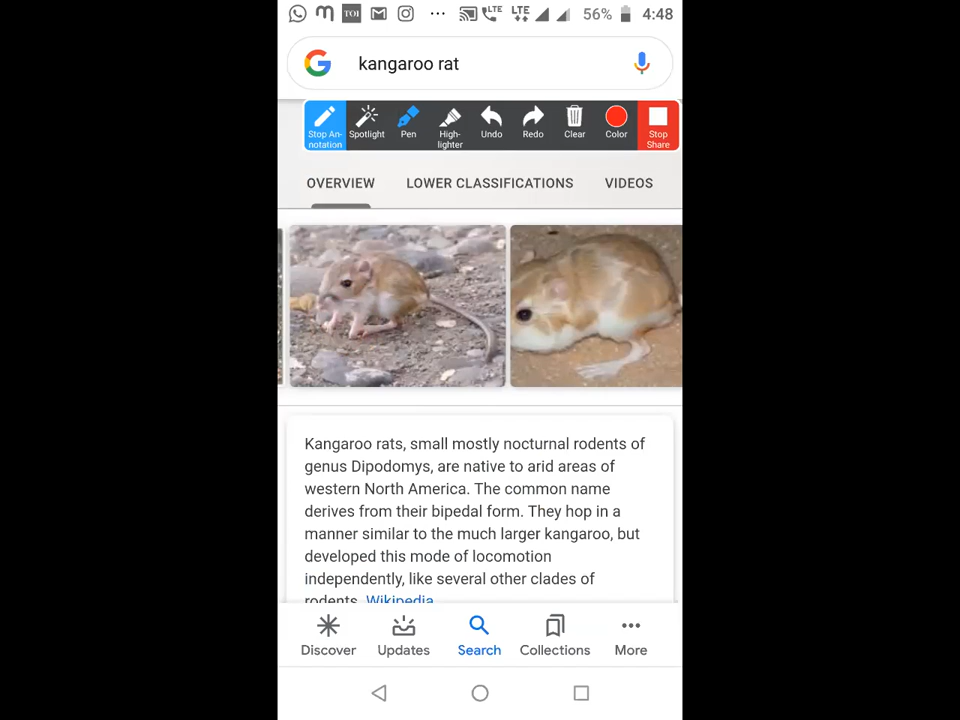 TOI LTE LTE 56% 4:48
kangaroo rat
Stop An- Spotlight Pen High- Undo Redo Clear Color Stop
notation lighter Share
OVERVIEW LOWER CLASSIFICATIONS VIDEOS
Kangaroo rats, small mostly nocturnal rodents of
genus Dipodomys, are native to arid areas of
western North America. The common name
derives from their bipedal form. They hop in a
manner similar to the much larger kangaroo, but
developed this mode of locomotion
independently, like several other clades of
rodents. Wikipedia
Discover Updates Search Collections More